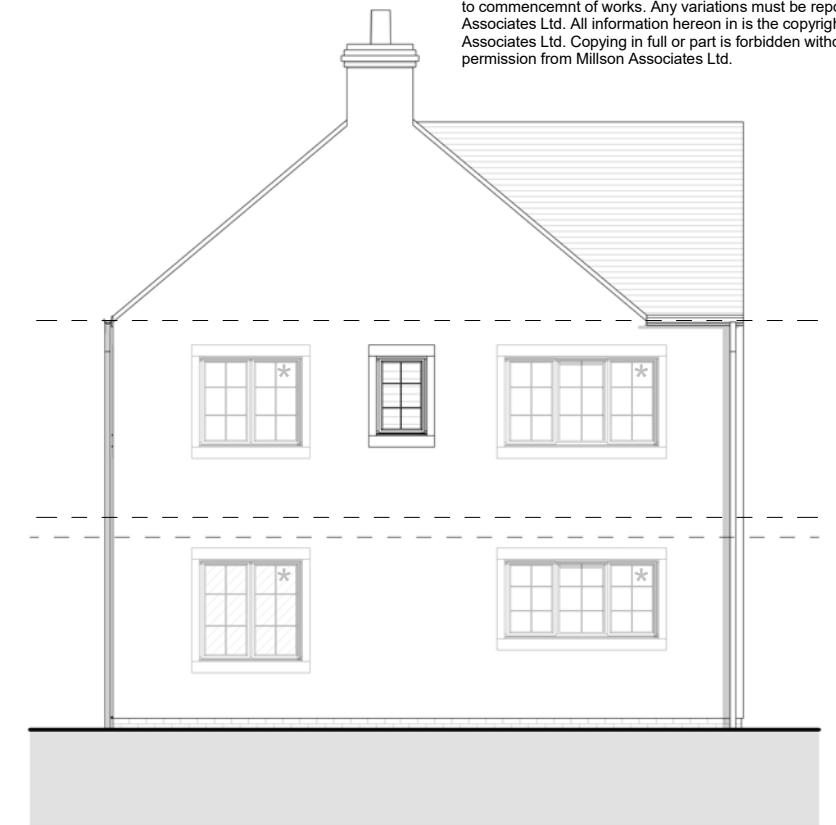 to commencemnt of works. Any variations must be repo
Associates Ltd. All information hereon in is the copyrigh
Associates Ltd. Copying in full or part is forbidden witho
permission from Millson Associates Ltd.
*
*
*
*